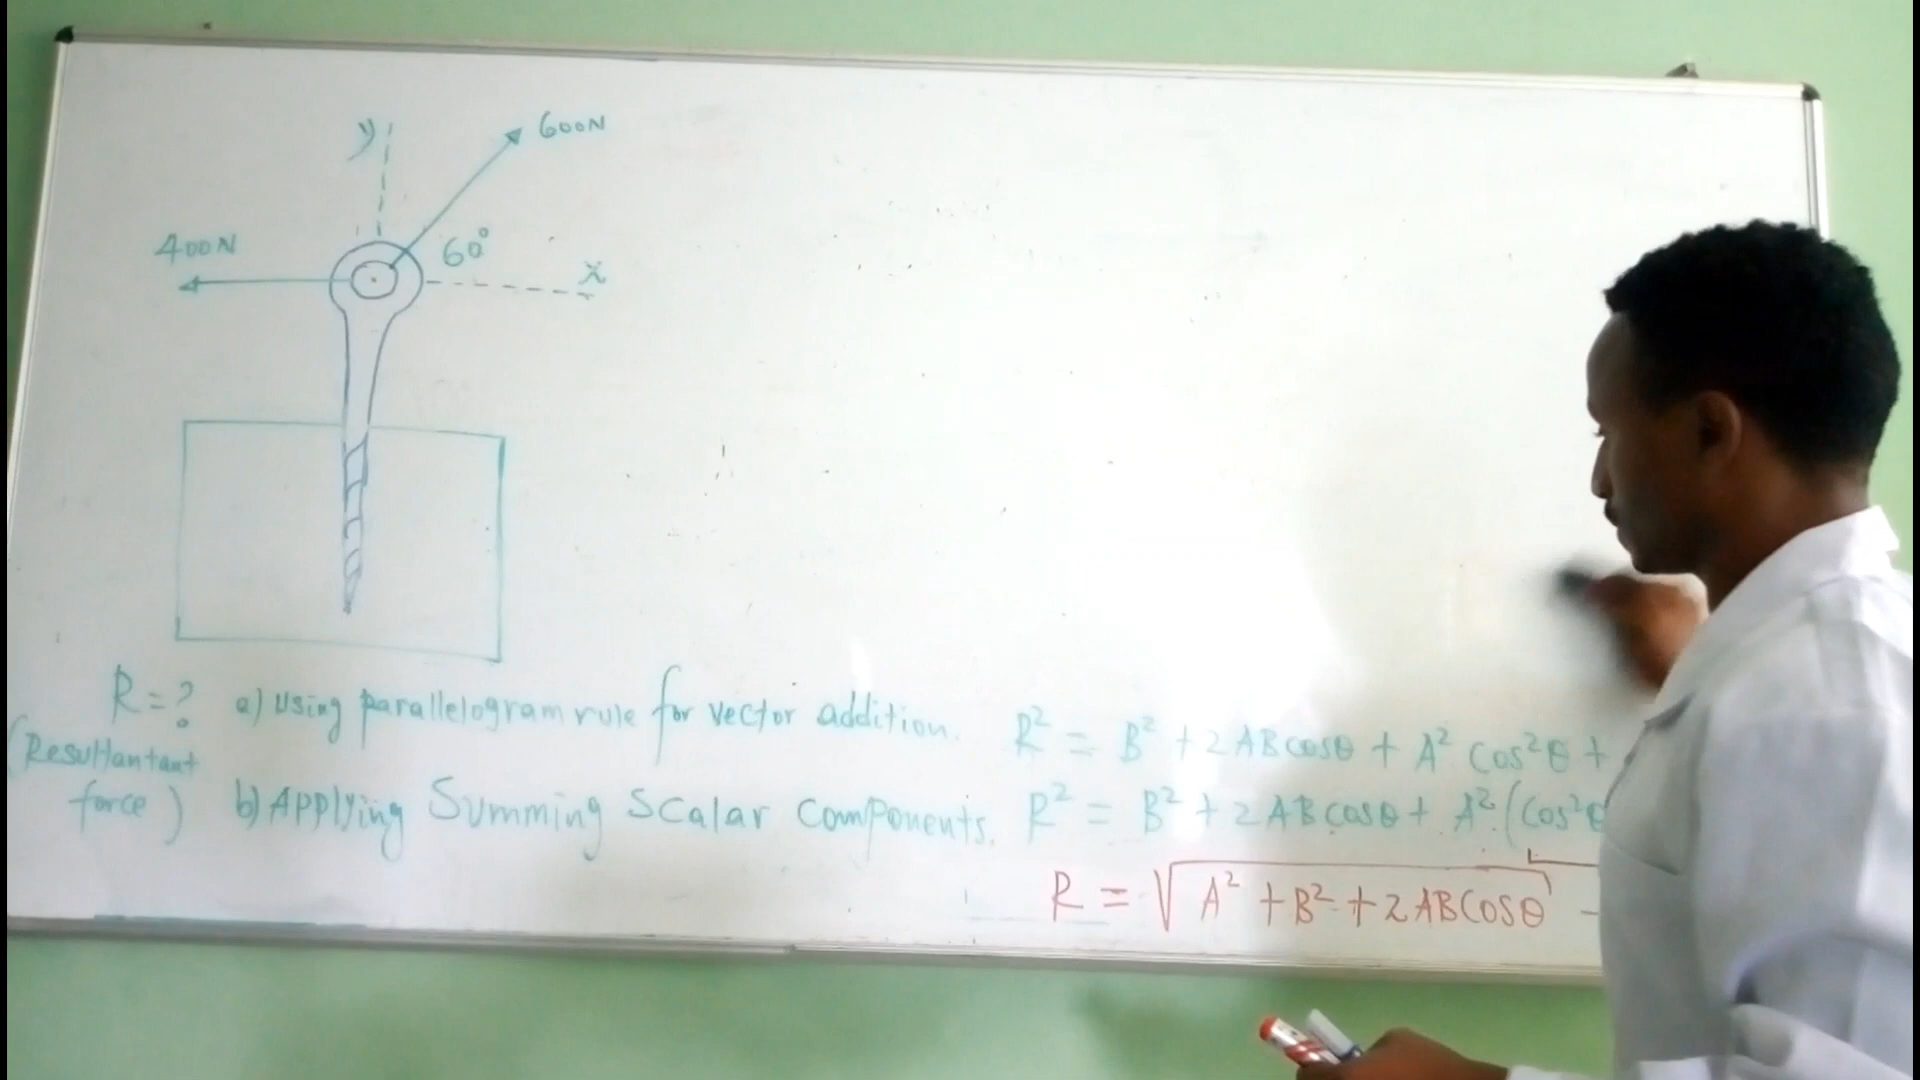 y
600N
400N
60°
x
R = ? a) Using parallelogram rule for vector addition.
(Resultantant force)
b) APPlying Summing Scalar components.
R² = B² + 2ABcosθ + A² Cos²θ +
R² = B² + 2ABcosθ + A² (Cos²θ
R = √A² + B² + 2ABCOSθ -